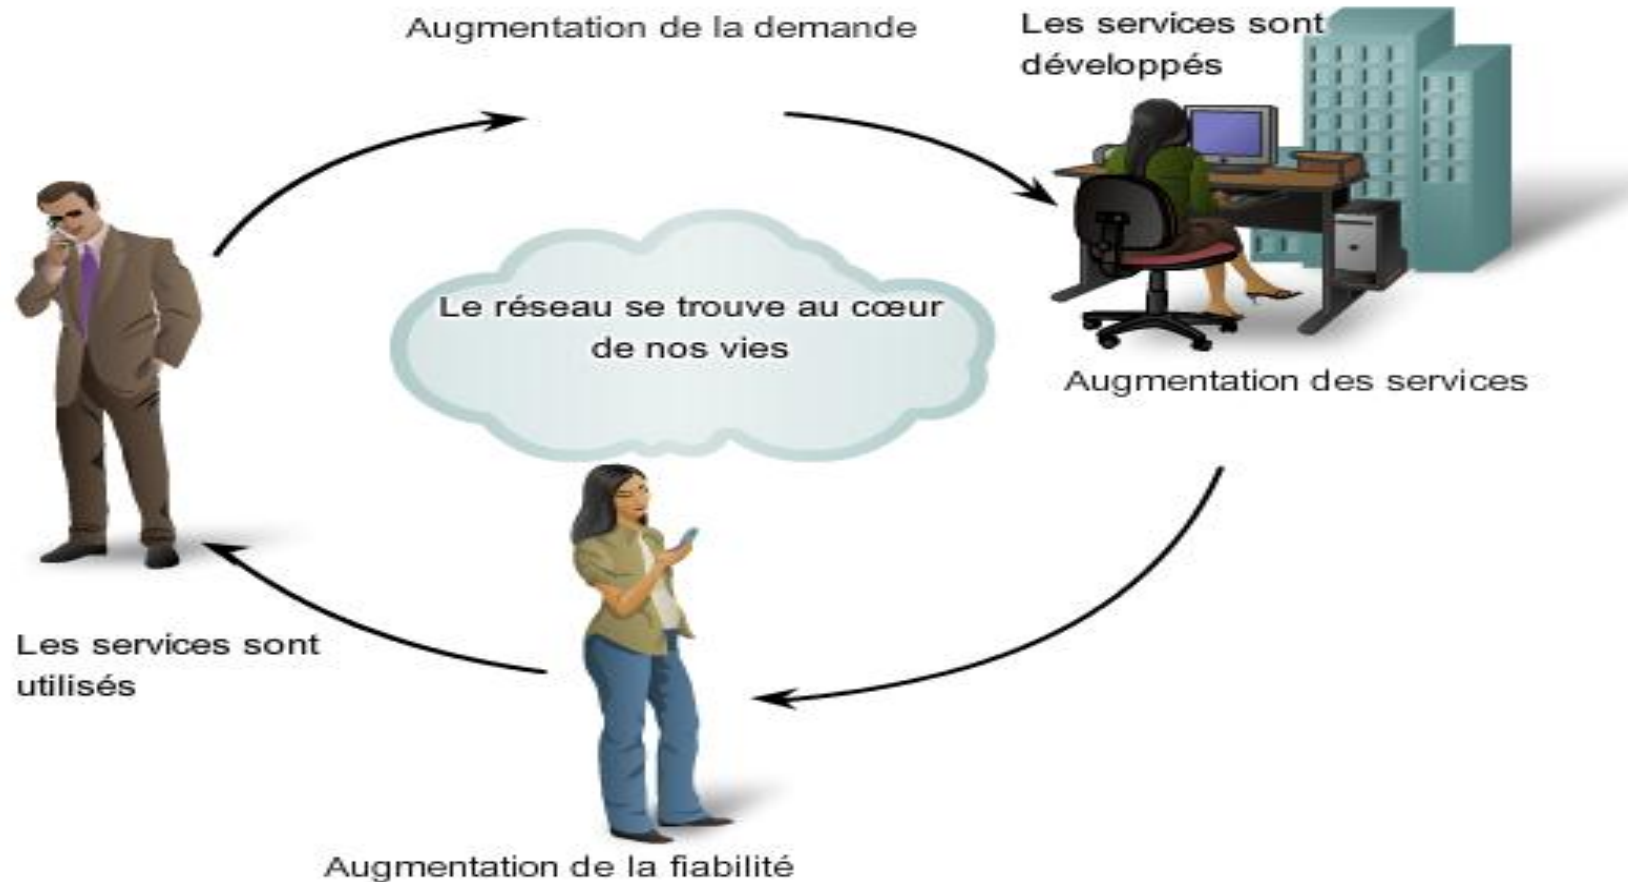 Augmentation de la demande
Les services sont
développés
Le réseau se trouve au cœur
de nos vies
Augmentation des services
Les services sont
utilisés
Augmentation de la fiabilité